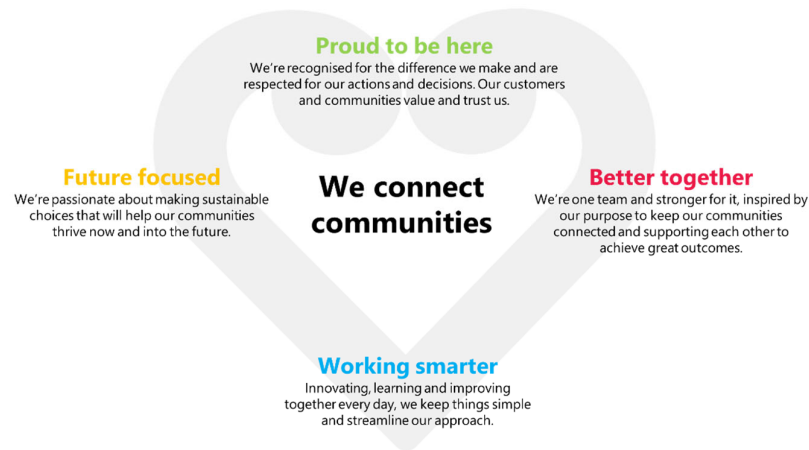 Proud to be here
We're recognised for the difference we make and are
respected for our actions and decisions. Our customers
and communities value and trust us.
Future focused
We're passionate about making sustainable
choices that will help our communities
thrive now and into the future.
We connect
communities
Better together
We're one team and stronger for it, inspired by
our purpose to keep our communities
connected and supporting each other to
achieve great outcomes.
Working smarter
Innovating, learning and improving
together every day, we keep things simple
and streamline our approach.